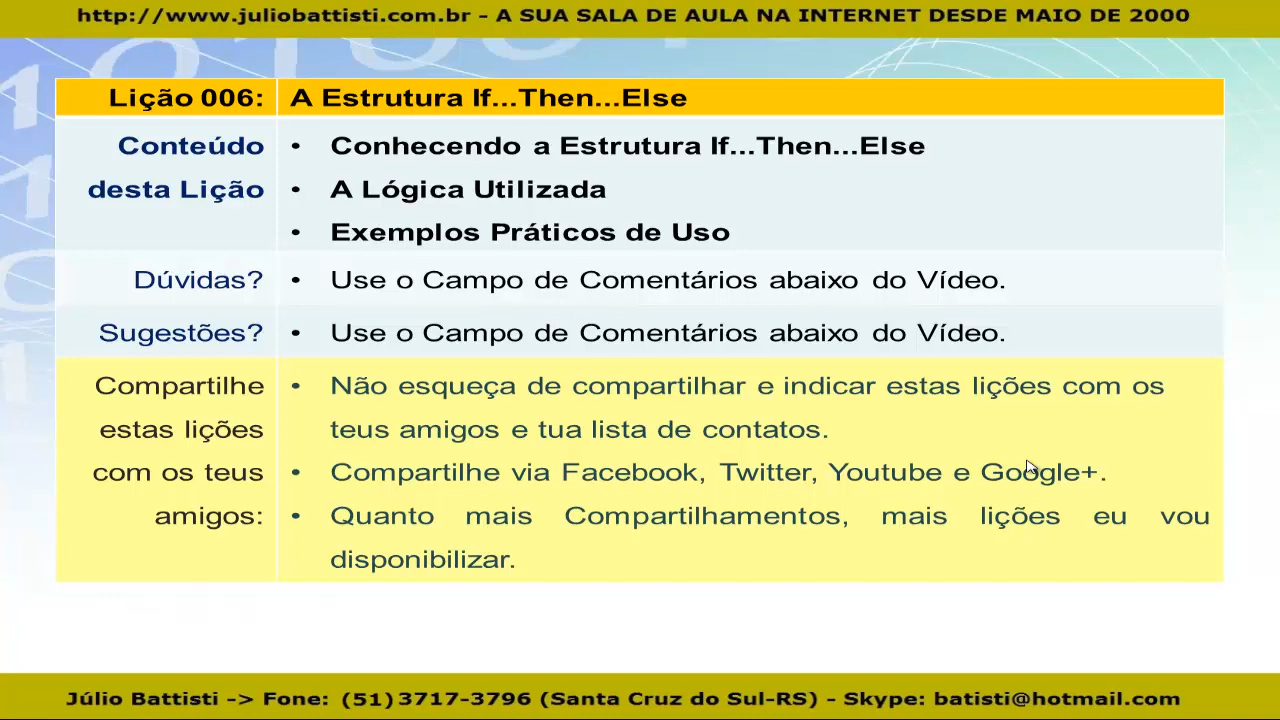 http://www.juliobattisti.com.br - A SUA SALA DE AULA NA INTERNET DESDE MAIO DE 2000
Lição 006: A Estrutura If...Then...Else
Conteúdo • Conhecendo a Estrutura If...Then...Else
desta Lição • A Lógica Utilizada
• Exemplos Práticos de Uso
Dúvidas? • Use o Campo de Comentários abaixo do Vídeo.
Sugestões? • Use o Campo de Comentários abaixo do Vídeo.
Compartilhe • Não esqueça de compartilhar e indicar estas lições com os
estas lições teus amigos e tua lista de contatos.
com os teus • Compartilhe via Facebook, Twitter, Youtube e Google+.
amigos: • Quanto mais Compartilhamentos, mais lições eu vou
disponibilizar.
Júlio Battisti -> Fone: (51) 3717-3796 (Santa Cruz do Sul-RS) - Skype: batisti@hotmail.com